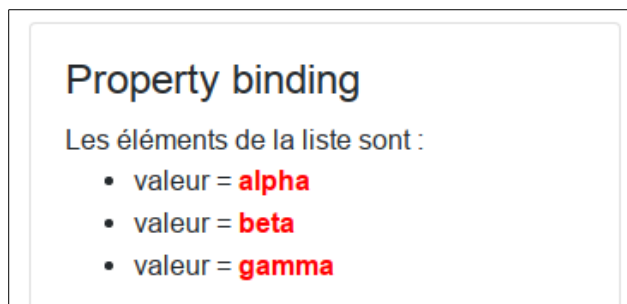 Property binding
Les éléments de la liste sont :
• valeur = alpha
• valeur = beta
• valeur = gamma